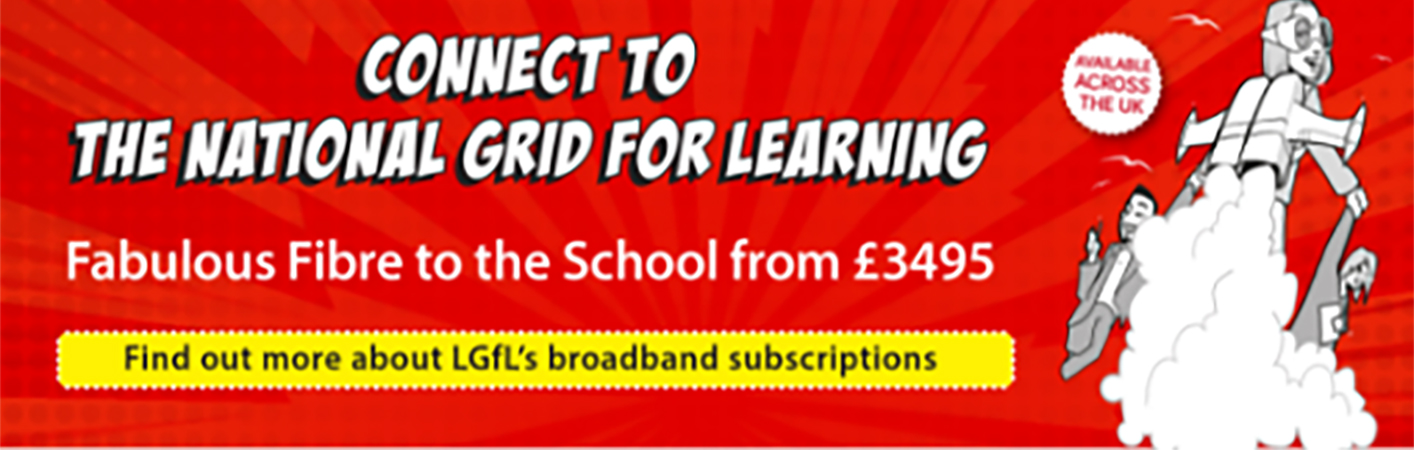 CONNECT TO
THE NATIONAL GRID FOR LEARNING
Fabulous Fibre to the School from £3495
Find out more about LGfL's broadband subscriptions
AVAILABLE
ACROSS
THE UK